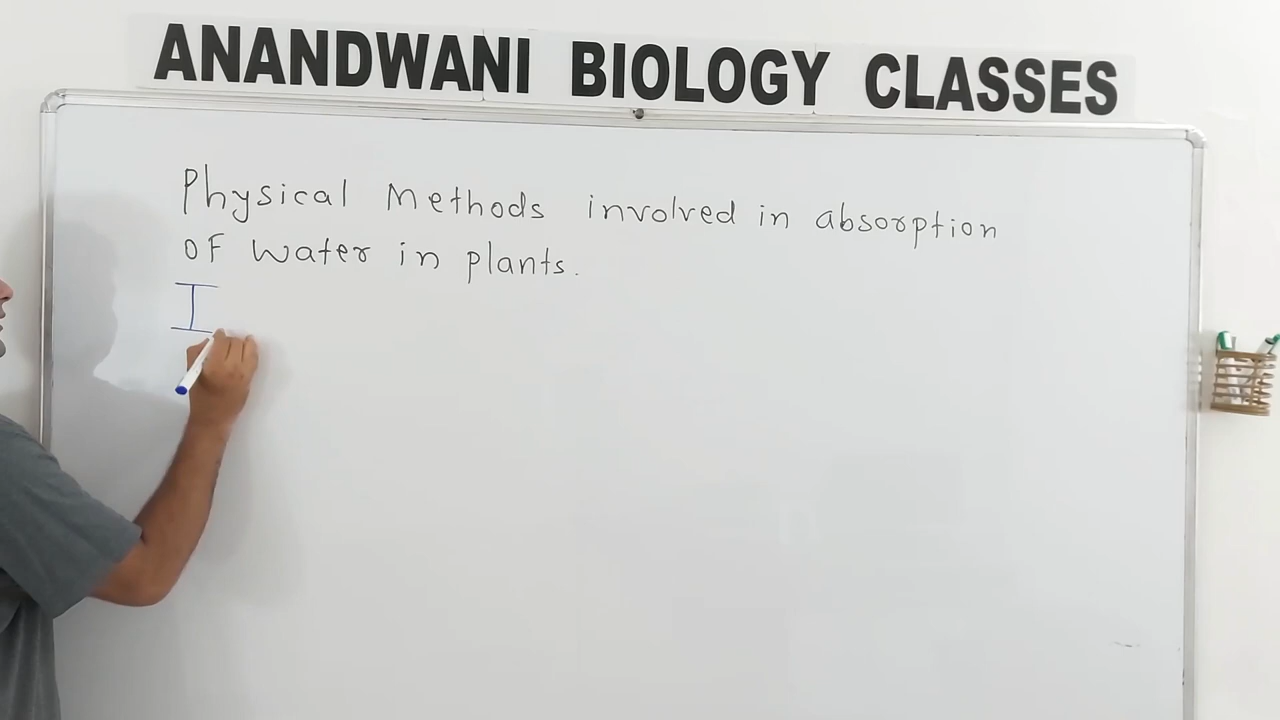 ANANDWANI BIOLOGY CLASSES
Physical Methods involved in absorption
OF water in plants.
I